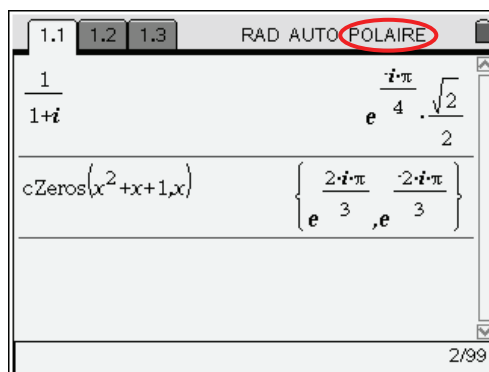 1.1 1.2 1.3 RAD AUTO POLAIRE
1/(1+i) e^(-i·π/4)·√2/2
cZeros(x²+x+1,x) {e^(2·i·π/3),e^(-2·i·π/3)}
2/99